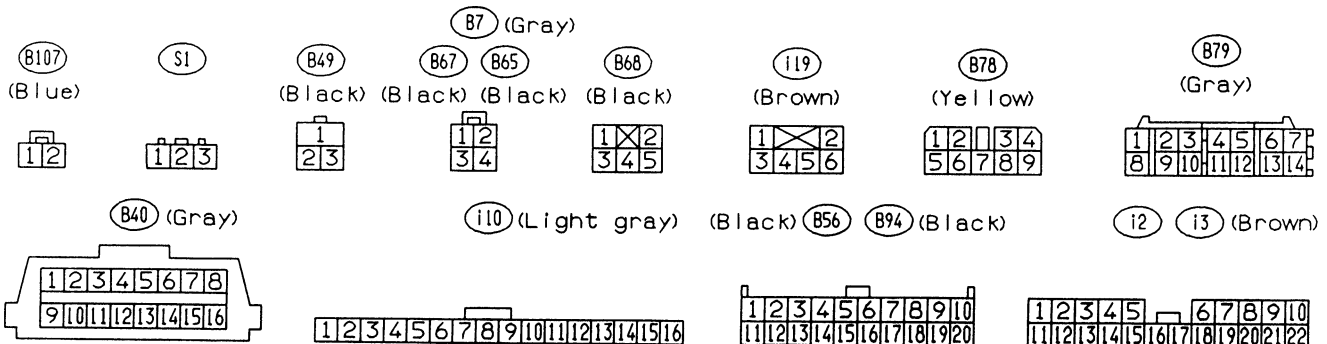 B7 (Gray)
B107 S1 B49 B67 B65 B68 i19 B78 B79
(Blue) (Black) (Black) (Black) (Black) (Brown) (Yellow) (Gray)
1 2
1 2 3
1
2 3
1 2
3 4
1 2
3 4 5
1 2
3 4 5 6
1 2 3 4
5 6 7 8 9
1 2 3 4 5 6 7
8 9 10 11 12 13 14
B40 (Gray) i10 (Light gray) (Black) B56 B94 (Black) i2 i3 (Brown)
1 2 3 4 5 6 7 8
9 10 11 12 13 14 15 16
1 2 3 4 5 6 7 8 9 10 11 12 13 14 15 16
1 2 3 4 5 6 7 8 9 10
11 12 13 14 15 16 17 18 19 20
1 2 3 4 5 6 7 8 9 10
11 12 13 14 15 16 17 18 19 20 21 22